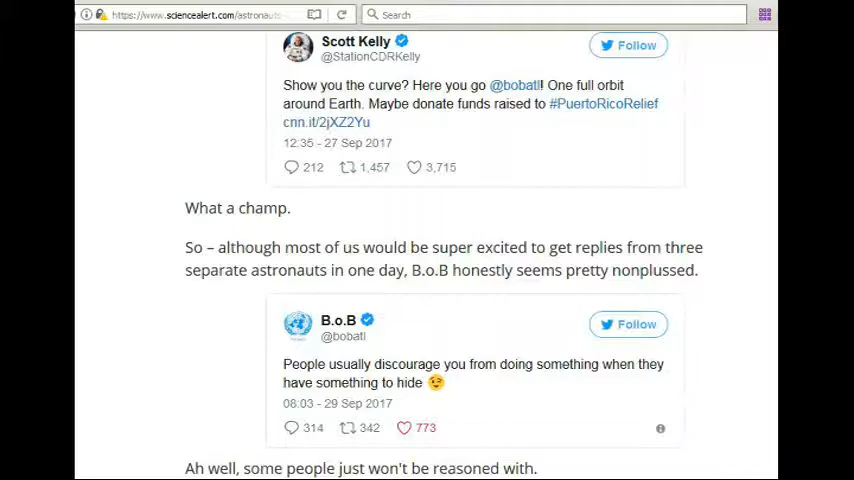 https://www.sciencealert.com/astronauts-
Search
Scott Kelly
@StationCDRKelly
Follow
Show you the curve? Here you go @bobatl! One full orbit
around Earth. Maybe donate funds raised to #PuertoRicoRelief
cnn.it/2jXZ2Yu
12:35 - 27 Sep 2017
212 1,457 3,715
What a champ.
So – although most of us would be super excited to get replies from three
separate astronauts in one day, B.o.B honestly seems pretty nonplussed.
B.o.B
@bobatl
Follow
People usually discourage you from doing something when they
have something to hide 😉
08:03 - 29 Sep 2017
314 342 773
Ah well, some people just won't be reasoned with.